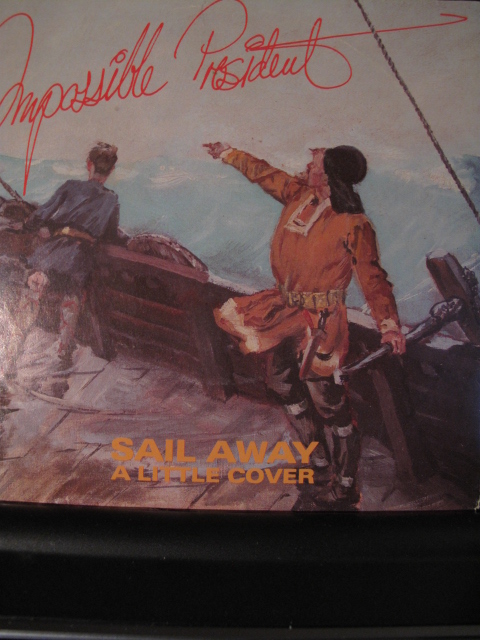 Impossible President
SAIL AWAY
A LITTLE COVER